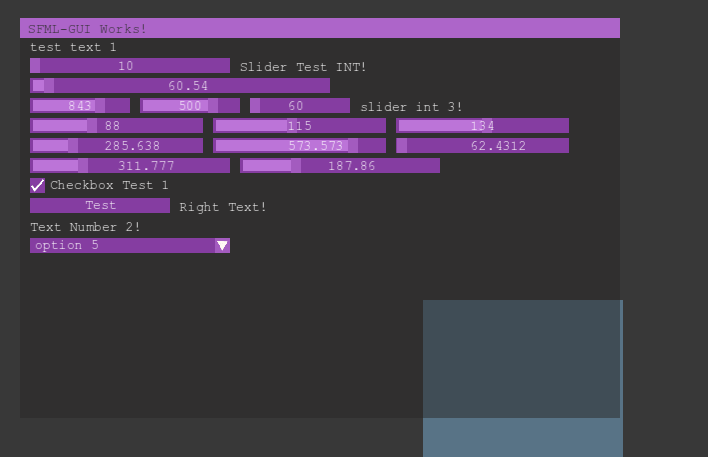 SFML-GUI Works!
test text 1
10 Slider Test INT!
60.54
843 500 60 slider int 3!
88 115 134
285.638 573.573 62.4312
311.777 187.86
Checkbox Test 1
Test Right Text!
Text Number 2!
option 5